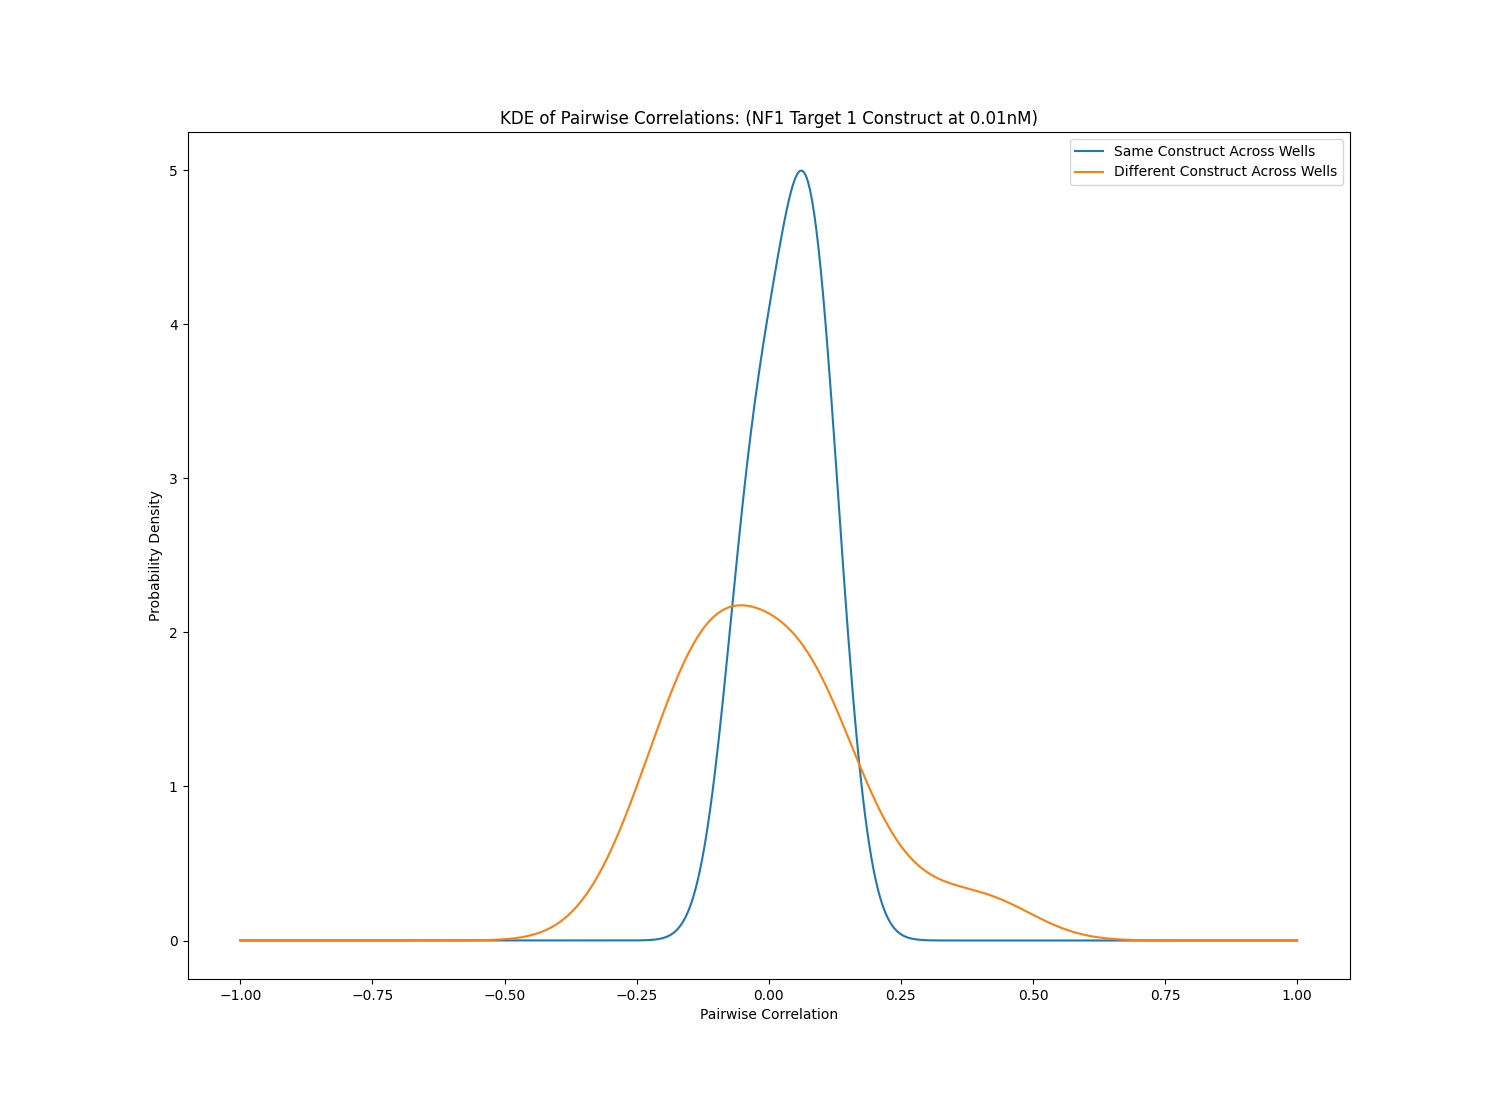 KDE of Pairwise Correlations: (NF1 Target 1 Construct at 0.01nM)
Same Construct Across Wells
Different Construct Across Wells
Probability Density
5
4
3
2
1
0
−1.00 −0.75 −0.50 −0.25 0.00 0.25 0.50 0.75 1.00
Pairwise Correlation